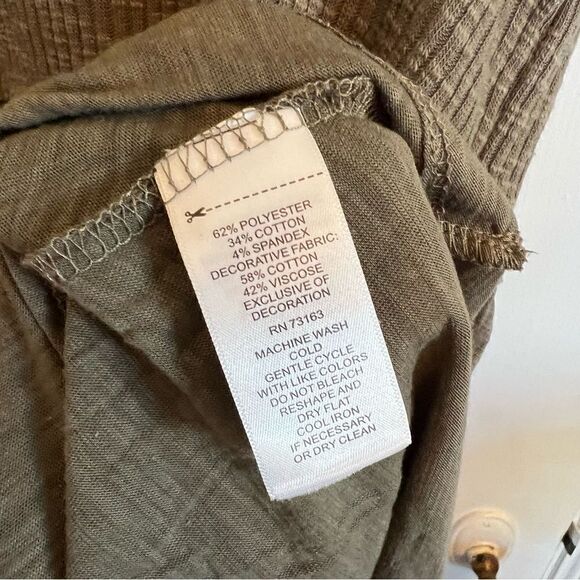 62% POLYESTER
34% COTTON
4% SPANDEX
DECORATIVE FABRIC:
58% COTTON
42% VISCOSE
EXCLUSIVE OF
DECORATION
RN 73163
MACHINE WASH
COLD
GENTLE CYCLE
WITH LIKE COLORS
DO NOT BLEACH
RESHAPE AND
DRY FLAT
COOL IRON
IF NECESSARY
OR DRY CLEAN